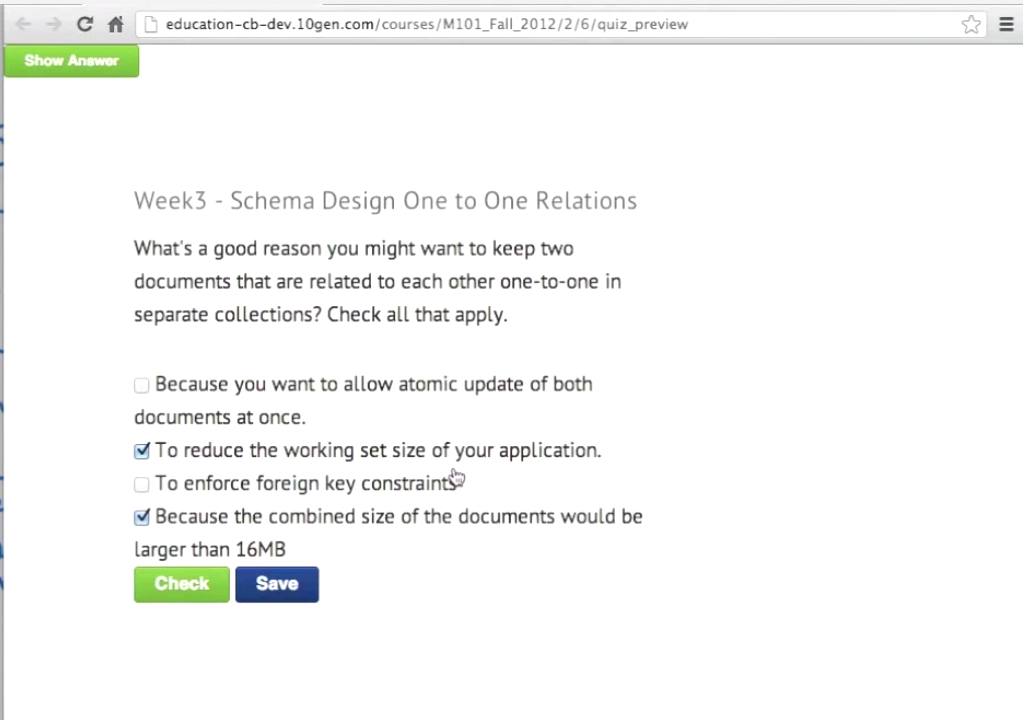 education-cb-dev.10gen.com/courses/M101_Fall_2012/2/6/quiz_preview
Show Answer
Week3 - Schema Design One to One Relations
What's a good reason you might want to keep two
documents that are related to each other one-to-one in
separate collections? Check all that apply.
Because you want to allow atomic update of both
documents at once.
To reduce the working set size of your application.
To enforce foreign key constraints
Because the combined size of the documents would be
larger than 16MB
Check Save